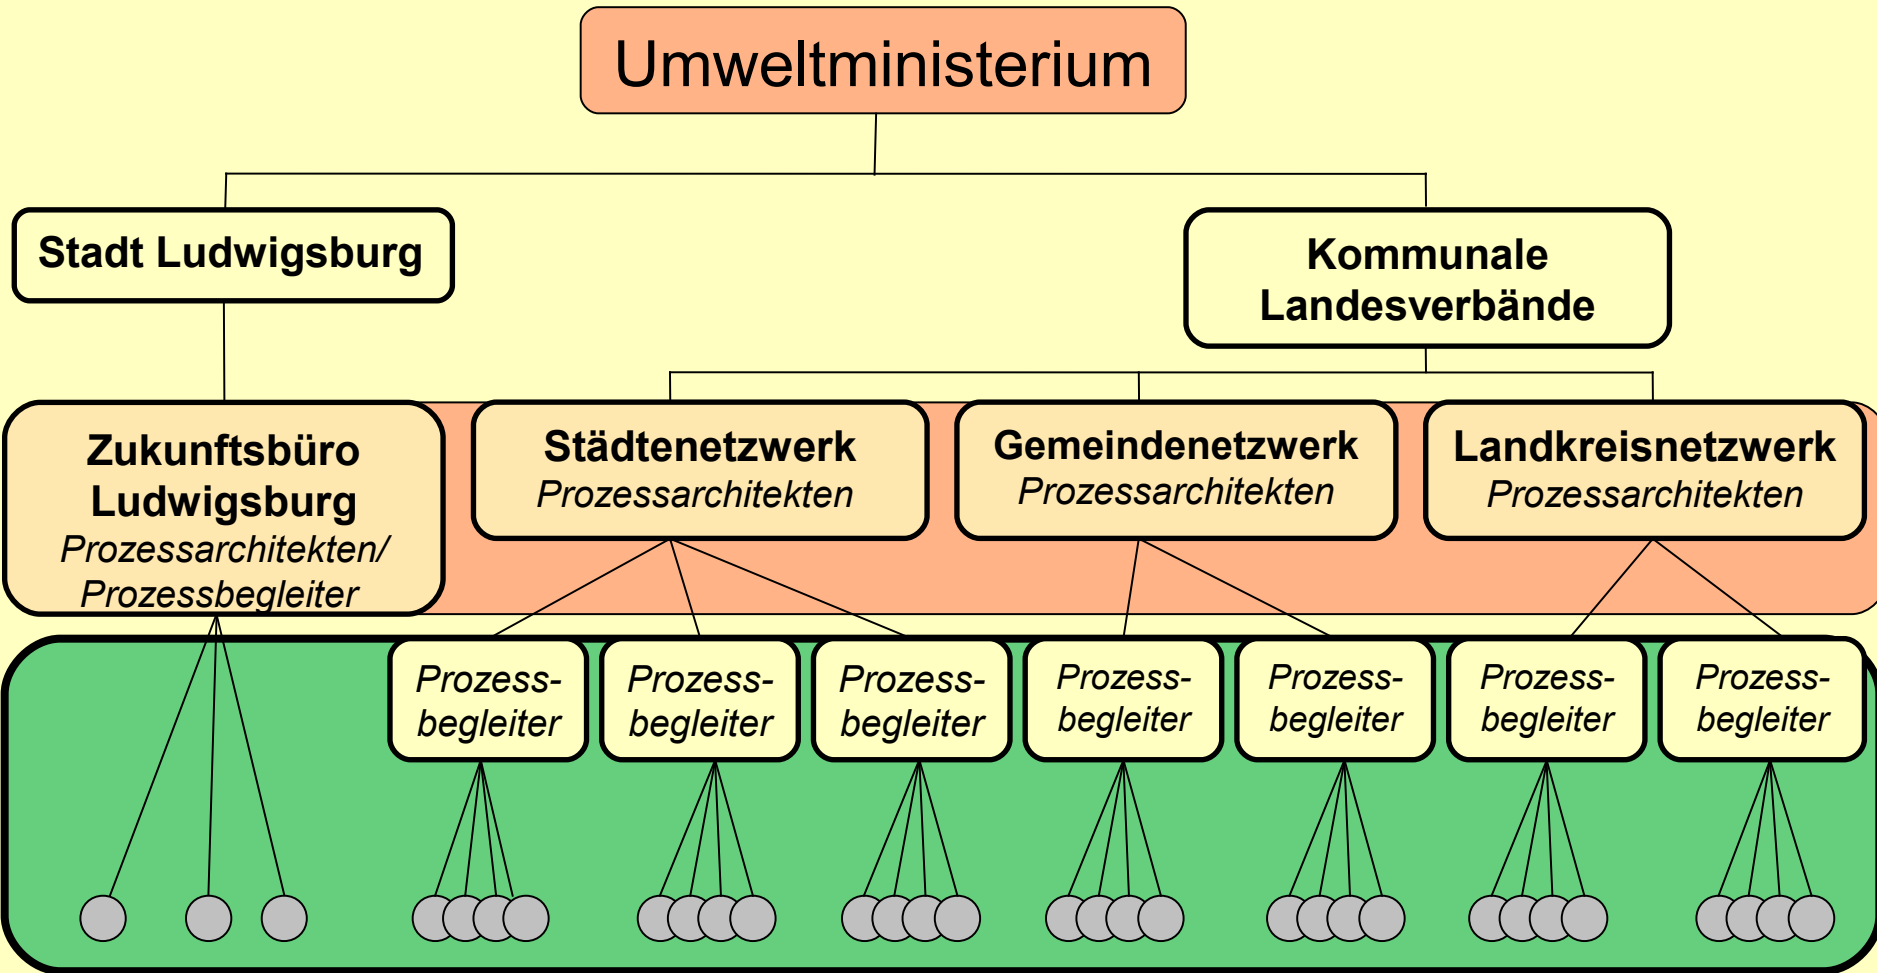 Umweltministerium
Stadt Ludwigsburg
Kommunale
Landesverbände
Zukunftsbüro
Ludwigsburg
Prozessarchitekten/
Prozessbegleiter
Städtenetzwerk
Prozessarchitekten
Gemeindenetzwerk
Prozessarchitekten
Landkreisnetzwerk
Prozessarchitekten
Prozess-
begleiter
Prozess-
begleiter
Prozess-
begleiter
Prozess-
begleiter
Prozess-
begleiter
Prozess-
begleiter
Prozess-
begleiter